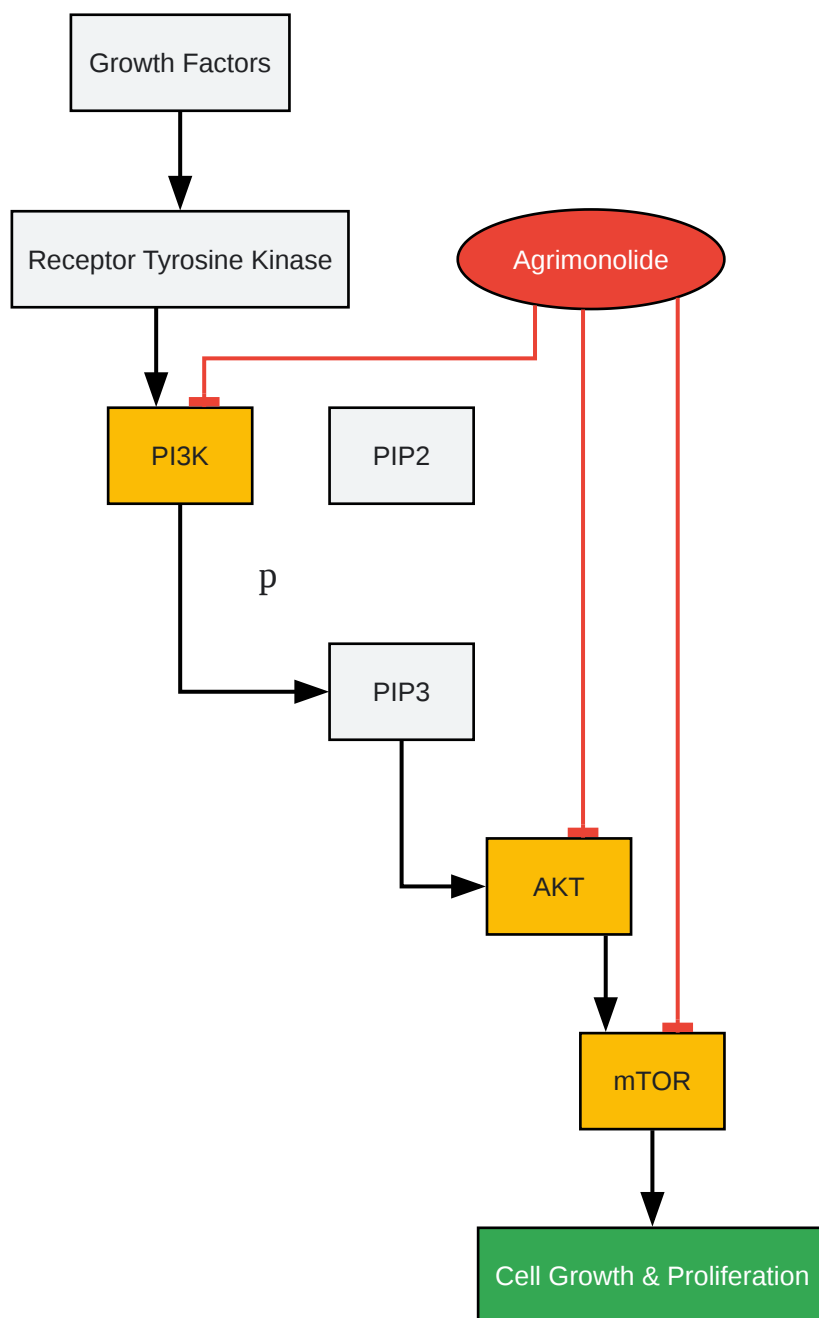 Growth Factors
Receptor Tyrosine Kinase
Agrimonolide
PI3K
PIP2
p
PIP3
AKT
mTOR
Cell Growth & Proliferation